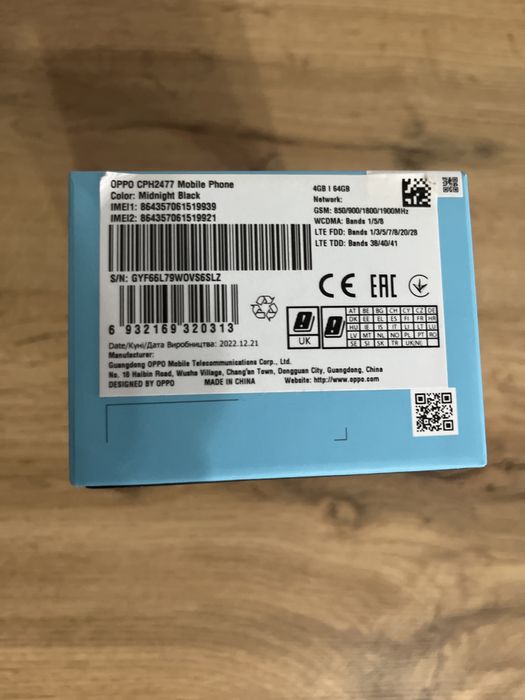 OPPO CPH2477 Mobile Phone
Color: Midnight Black
IMEI1: 864357061519939
IMEI2: 864357061519921
4GB | 64GB
Network:
GSM: 850/900/1800/1900MHz
WCDMA: Bands 1/5/8
LTE FDD: Bands 1/3/5/7/8/20/28
LTE TDD: Bands 38/40/41
S/N: GYF66L79WOVS6SLZ
CE EAC
6 932169 320313
UK
AT BE BG CH CY CZ DE
DK EE EL ES FI FR HR
HU IE IS IT LI LT LU
LV MT NL NO PL PT RO
SE SI SK TR UK(NI)
Date/Күні/Дата Виробництва: 2022.12.21
Manufacturer:
Guangdong OPPO Mobile Telecommunications Corp., Ltd.
No. 18 Haibin Road, Wusha Village, Chang'an Town, Dongguan City, Guangdong, China
DESIGNED BY OPPO MADE IN CHINA Website: http://www.oppo.com